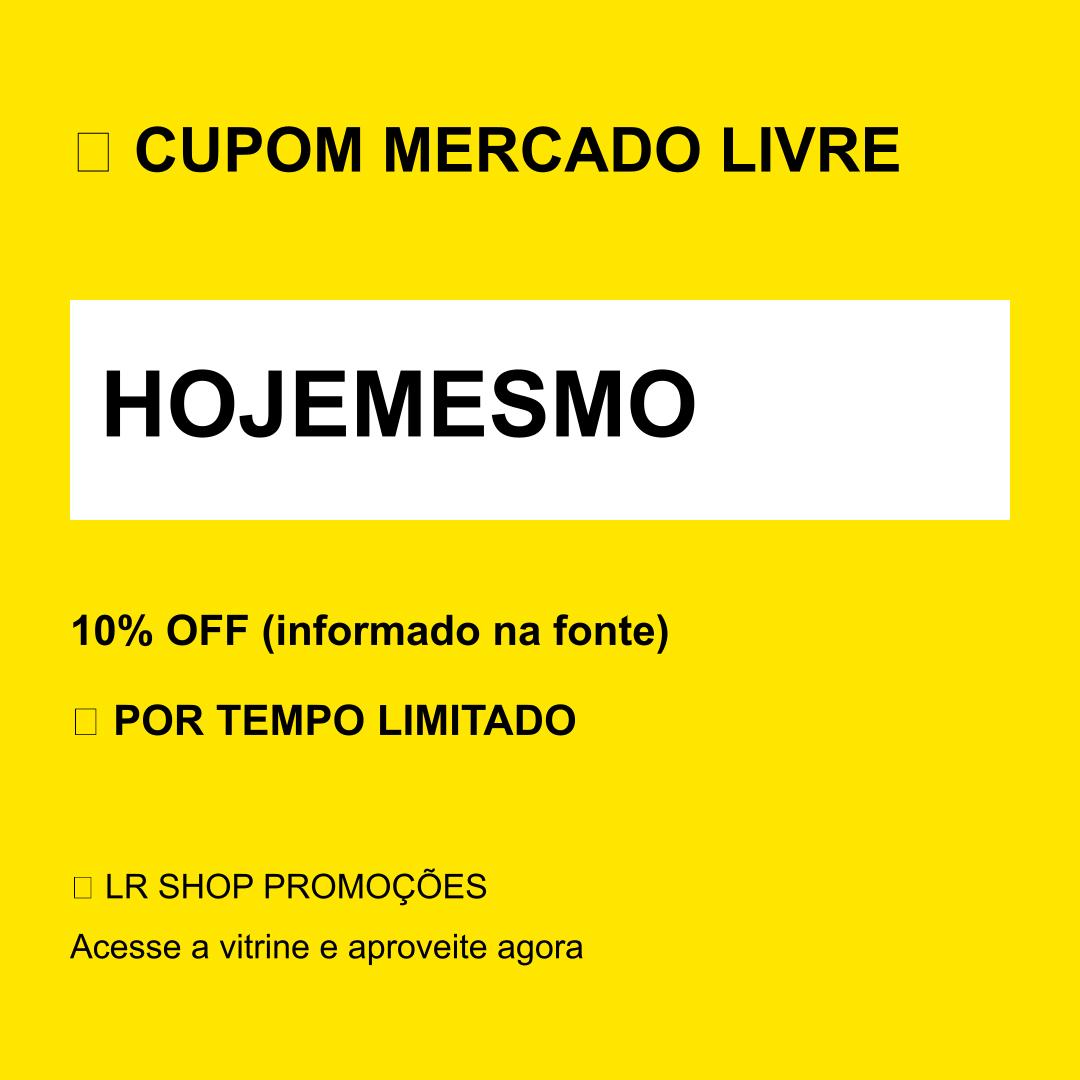 CUPOM MERCADO LIVRE
HOJEMESMO
10% OFF (informado na fonte)
POR TEMPO LIMITADO
LR SHOP PROMOÇÕES
Acesse a vitrine e aproveite agora